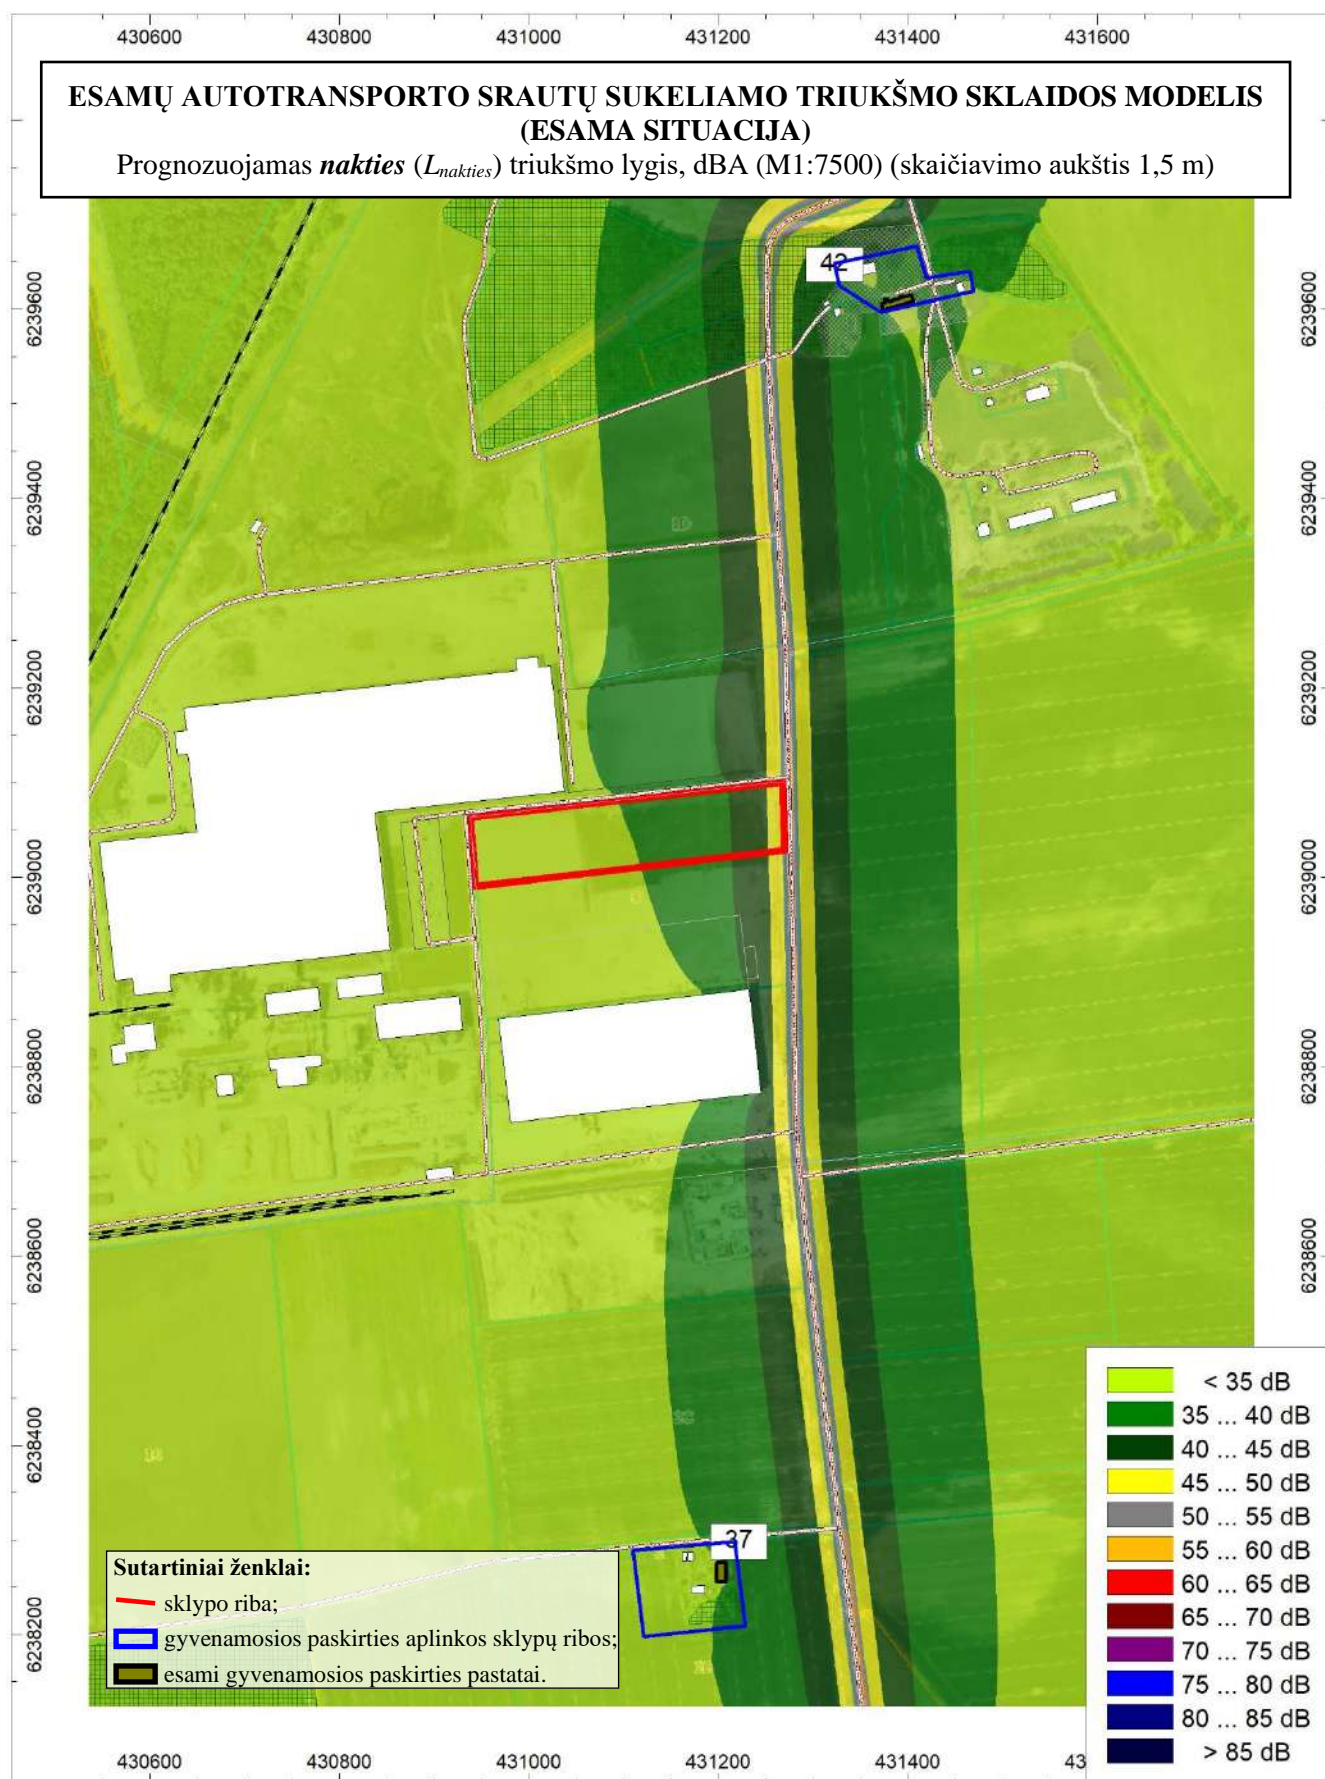 430600 430800 431000 431200 431400 431600
ESAMŲ AUTOTRANSPORTO SRAUTŲ SUKELIAMO TRIUKŠMO SKLAIDOS MODELIS
(ESAMA SITUACIJA)
Prognozuojamas nakties (Lnakties) triukšmo lygis, dBA (M1:7500) (skaičiavimo aukštis 1,5 m)
42
6239600 6239600
6239400 6239400
6239200 6239200
6239000 6239000
6238800 6238800
6238600 6238600
6238400
6238200
37
< 35 dB
35 ... 40 dB
40 ... 45 dB
45 ... 50 dB
50 ... 55 dB
55 ... 60 dB
60 ... 65 dB
65 ... 70 dB
70 ... 75 dB
75 ... 80 dB
80 ... 85 dB
> 85 dB
Sutartiniai ženklai:
sklypo riba;
gyvenamosios paskirties aplinkos sklypų ribos;
esami gyvenamosios paskirties pastatai.
430600 430800 431000 431200 431400